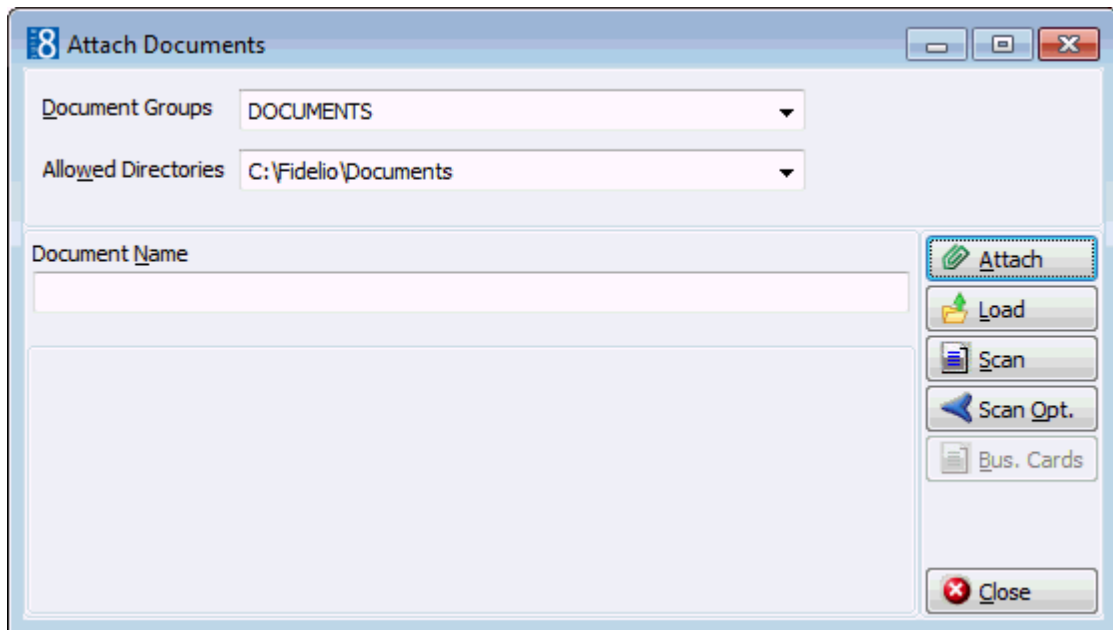 8 Attach Documents
Document Groups DOCUMENTS
Allowed Directories C:\Fidelio\Documents
Document Name
Attach
Load
Scan
Scan Opt.
Bus. Cards
Close